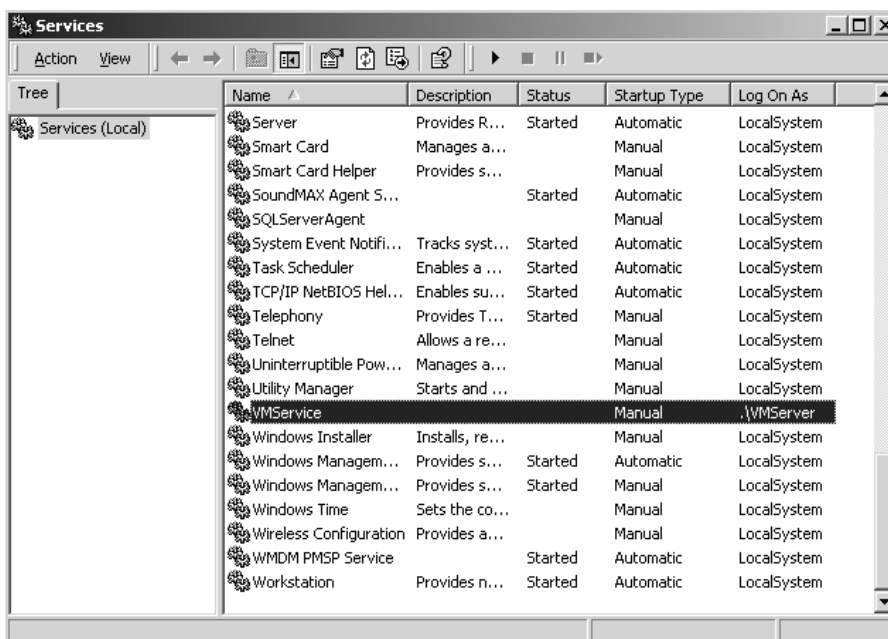 Services
Action View
Tree
Name Description Status Startup Type Log On As
Services (Local)
Server Provides R... Started Automatic LocalSystem
Smart Card Manages a... Manual LocalSystem
Smart Card Helper Provides s... Manual LocalSystem
SoundMAX Agent S... Started Automatic LocalSystem
SQLServerAgent Manual LocalSystem
System Event Notifi... Tracks syst... Started Automatic LocalSystem
Task Scheduler Enables a ... Started Automatic LocalSystem
TCP/IP NetBIOS Hel... Enables su... Started Automatic LocalSystem
Telephony Provides T... Started Manual LocalSystem
Telnet Allows a re... Manual LocalSystem
Uninterruptible Pow... Manages a... Manual LocalSystem
Utility Manager Starts and ... Manual LocalSystem
VMService Manual .\VMServer
Windows Installer Installs, re... Manual LocalSystem
Windows Managem... Provides s... Started Automatic LocalSystem
Windows Managem... Provides s... Started Manual LocalSystem
Windows Time Sets the co... Manual LocalSystem
Wireless Configuration Provides a... Manual LocalSystem
WMDM PMSP Service Started Automatic LocalSystem
Workstation Provides n... Started Automatic LocalSystem